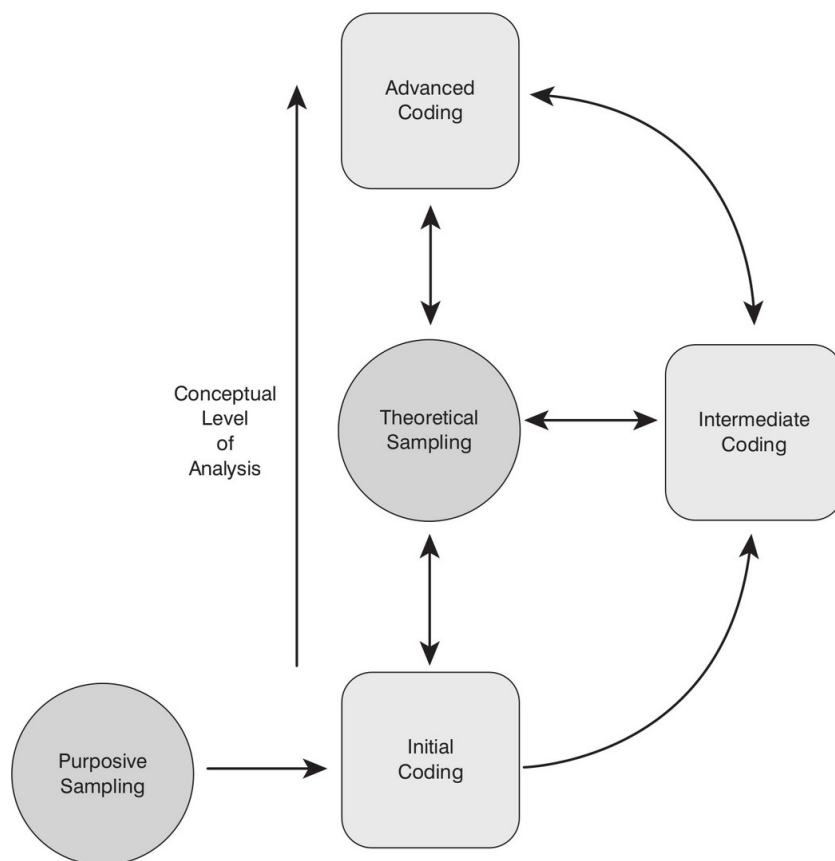 Advanced
Coding
Conceptual
Level
of
Analysis
Theoretical
Sampling
Intermediate
Coding
Purposive
Sampling
Initial
Coding